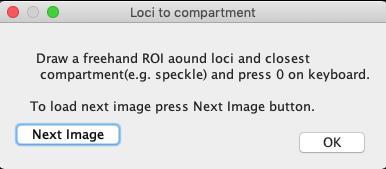 Loci to compartment
Draw a freehand ROI aound loci and closest
compartment(e.g. speckle) and press 0 on keyboard.
To load next image press Next Image button.
Next Image
OK